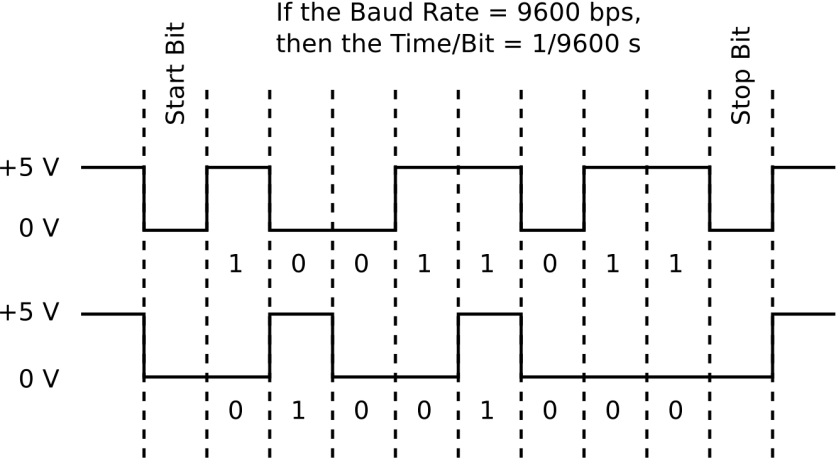 If the Baud Rate = 9600 bps,
then the Time/Bit = 1/9600 s
Start Bit
Stop Bit
+5 V
0 V
1 0 0 1 1 0 1 1
+5 V
0 V
0 1 0 0 1 0 0 0